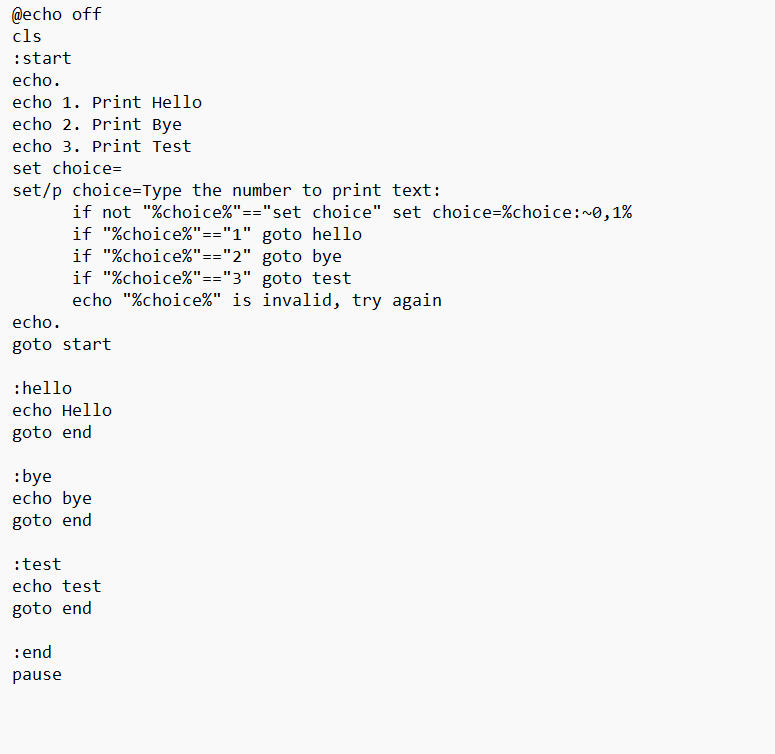 @echo off
cls
:start
echo.
echo 1. Print Hello
echo 2. Print Bye
echo 3. Print Test
set choice=
set/p choice=Type the number to print text:
      if not "%choice%"=="set choice" set choice=%choice:~0,1%
      if "%choice%"=="1" goto hello
      if "%choice%"=="2" goto bye
      if "%choice%"=="3" goto test
      echo "%choice%" is invalid, try again
echo.
goto start

:hello
echo Hello
goto end

:bye
echo bye
goto end

:test
echo test
goto end

:end
pause